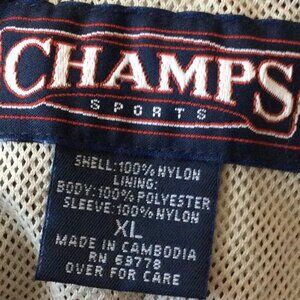 CHAMPS
SPORTS
SHELL:100% NYLON
LINING:
BODY:100% POLYESTER
SLEEVE:100% NYLON
XL
MADE IN CAMBODIA
RN 69778
OVER FOR CARE